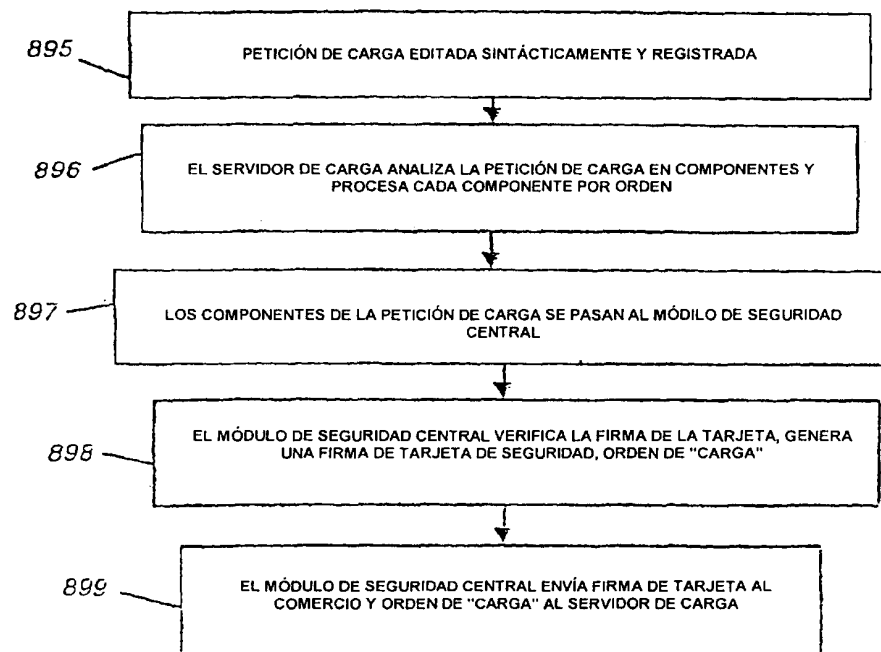 895
PETICIÓN DE CARGA EDITADA SINTÁCTICAMENTE Y REGISTRADA
896
EL SERVIDOR DE CARGA ANALIZA LA PETICIÓN DE CARGA EN COMPONENTES Y
PROCESA CADA COMPONENTE POR ORDEN
897
LOS COMPONENTES DE LA PETICIÓN DE CARGA SE PASAN AL MÓDILO DE SEGURIDAD
CENTRAL
898
EL MÓDULO DE SEGURIDAD CENTRAL VERIFICA LA FIRMA DE LA TARJETA, GENERA
UNA FIRMA DE TARJETA DE SEGURIDAD, ORDEN DE "CARGA"
899
EL MÓDULO DE SEGURIDAD CENTRAL ENVÍA FIRMA DE TARJETA AL
COMERCIO Y ORDEN DE "CARGA" AL SERVIDOR DE CARGA